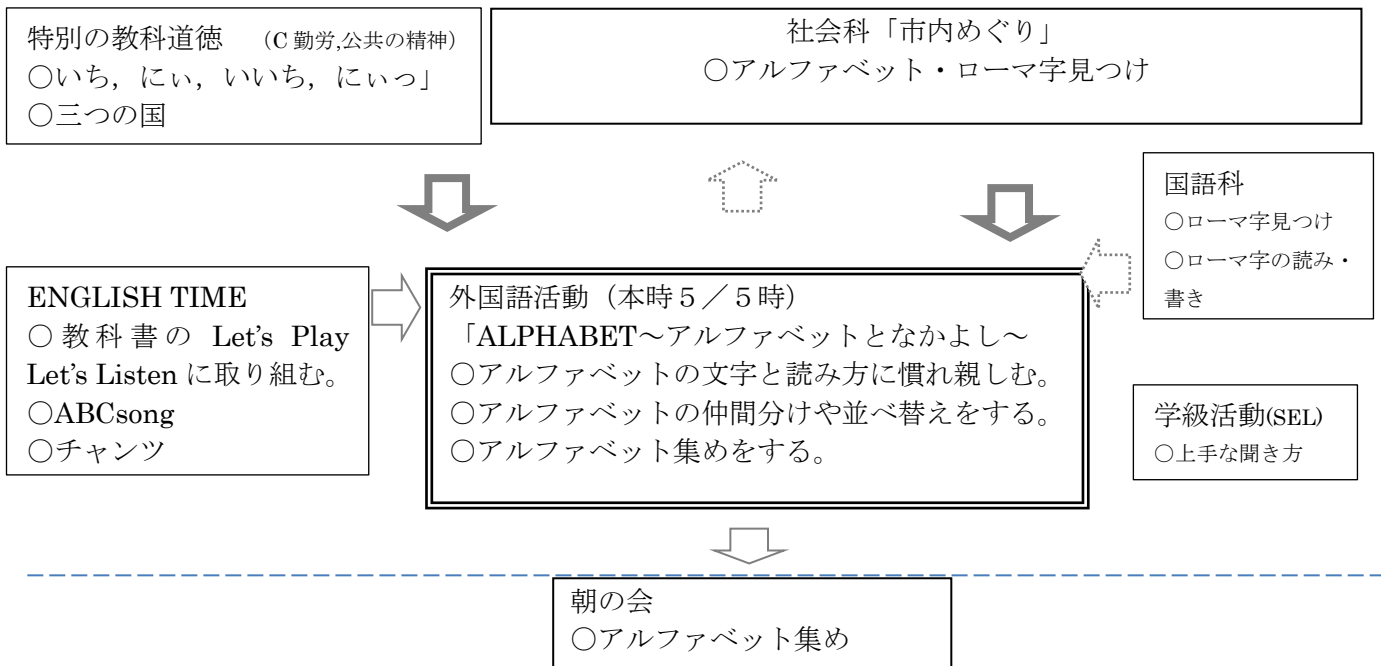 特別の教科道徳 （C 勤労,公共の精神）
○いち，にぃ，いいち，にぃっ」
○三つの国
社会科「市内めぐり」
○アルファベット・ローマ字見つけ
国語科
○ローマ字見つけ
○ローマ字の読み・
書き
ENGLISH TIME
○教科書の Let's Play
Let's Listen に取り組む。
○ABCsong
○チャンツ
外国語活動（本時５／５時）
「ALPHABET～アルファベットとなかよし～
○アルファベットの文字と読み方に慣れ親しむ。
○アルファベットの仲間分けや並べ替えをする。
○アルファベット集めをする。
学級活動(SEL)
○上手な聞き方
朝の会
○アルファベット集め